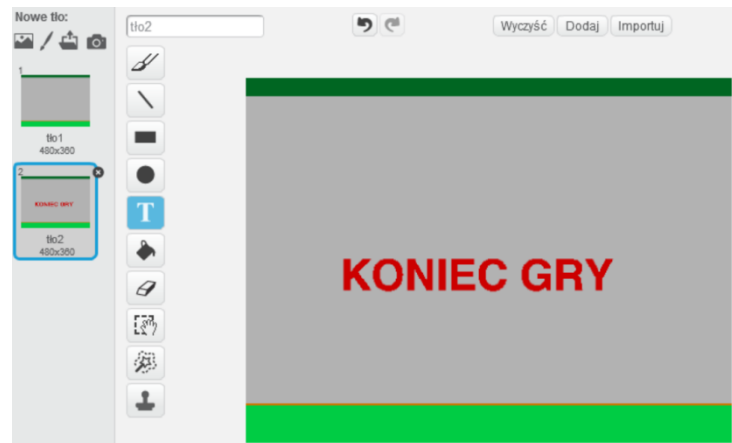 Nowe tło:
tło2
Wyczyść Dodaj Importuj
1
tło1
480x360
2
KONIEC GRY
tło2
480x360
T
KONIEC GRY